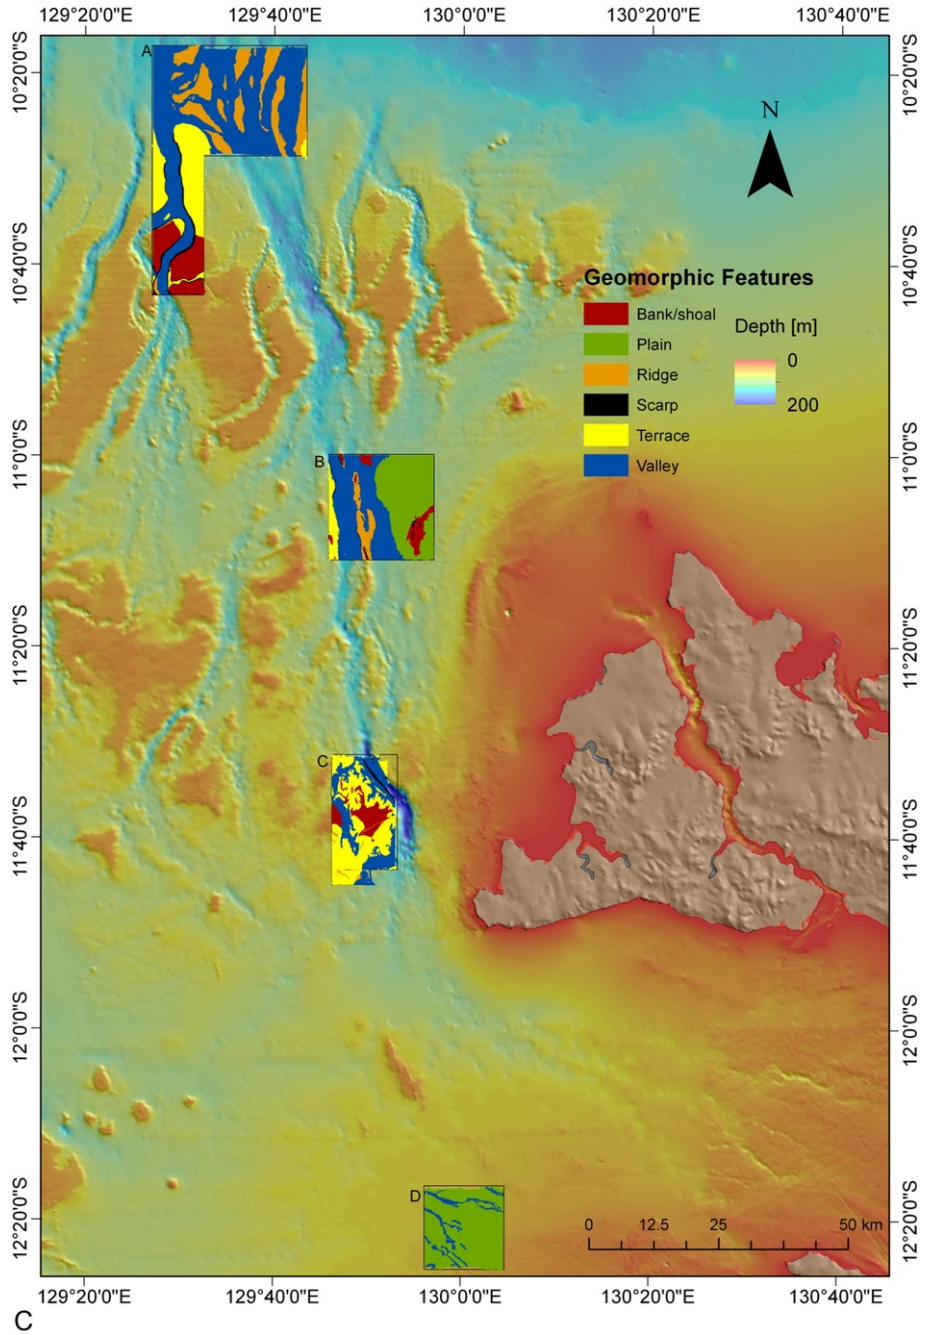 129°20'0"E 129°40'0"E 130°0'0"E 130°20'0"E 130°40'0"E
10°20'0"S 10°20'0"S
10°40'0"S 10°40'0"S
11°0'0"S 11°0'0"S
11°20'0"S 11°20'0"S
11°40'0"S 11°40'0"S
12°0'0"S 12°0'0"S
12°20'0"S 12°20'0"S
A
N
Geomorphic Features
Bank/shoal
Plain
Ridge
Scarp
Terrace
Valley
Depth [m]
0
200
B
C
D
0 12.5 25 50 km
129°20'0"E 129°40'0"E 130°0'0"E 130°20'0"E 130°40'0"E
C